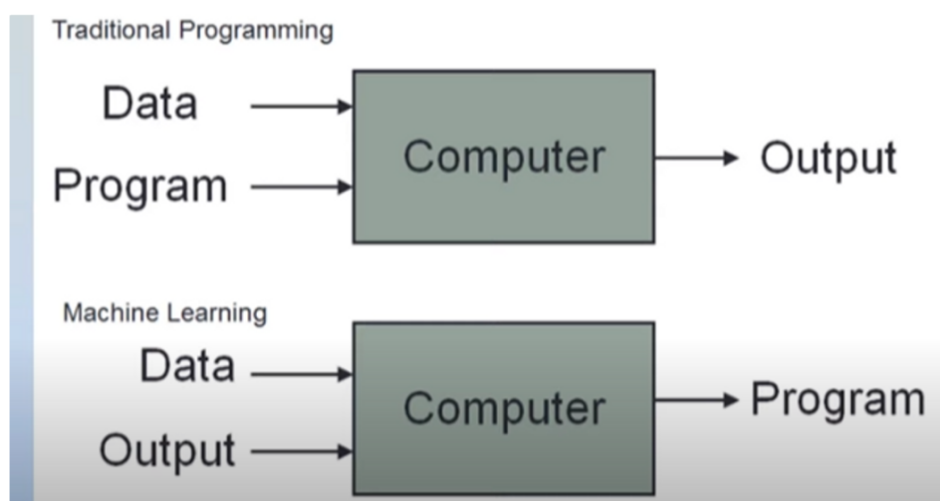 Traditional Programming
Data
Program
Computer
Output
Machine Learning
Data
Output
Computer
Program